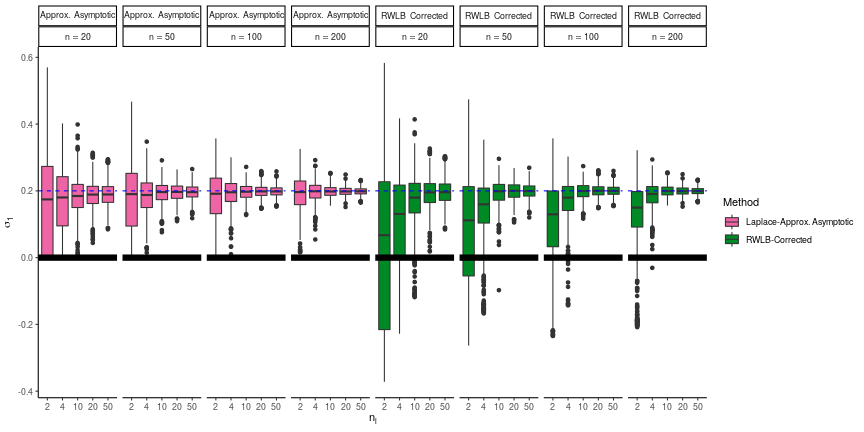 Approx. Asymptotic Approx. Asymptotic Approx. Asymptotic Approx. Asymptotic RWLB Corrected RWLB Corrected RWLB Corrected RWLB Corrected
n = 20 n = 50 n = 100 n = 200 n = 20 n = 50 n = 100 n = 200
0.6
0.4
0.2
0.0
-0.2
-0.4
σ1
Method
Laplace-Approx. Asymptotic
RWLB-Corrected
2 4 10 20 50 2 4 10 20 50 2 4 10 20 50 2 4 10 20 50 2 4 10 20 50 2 4 10 20 50 2 4 10 20 50 2 4 10 20 50
ni